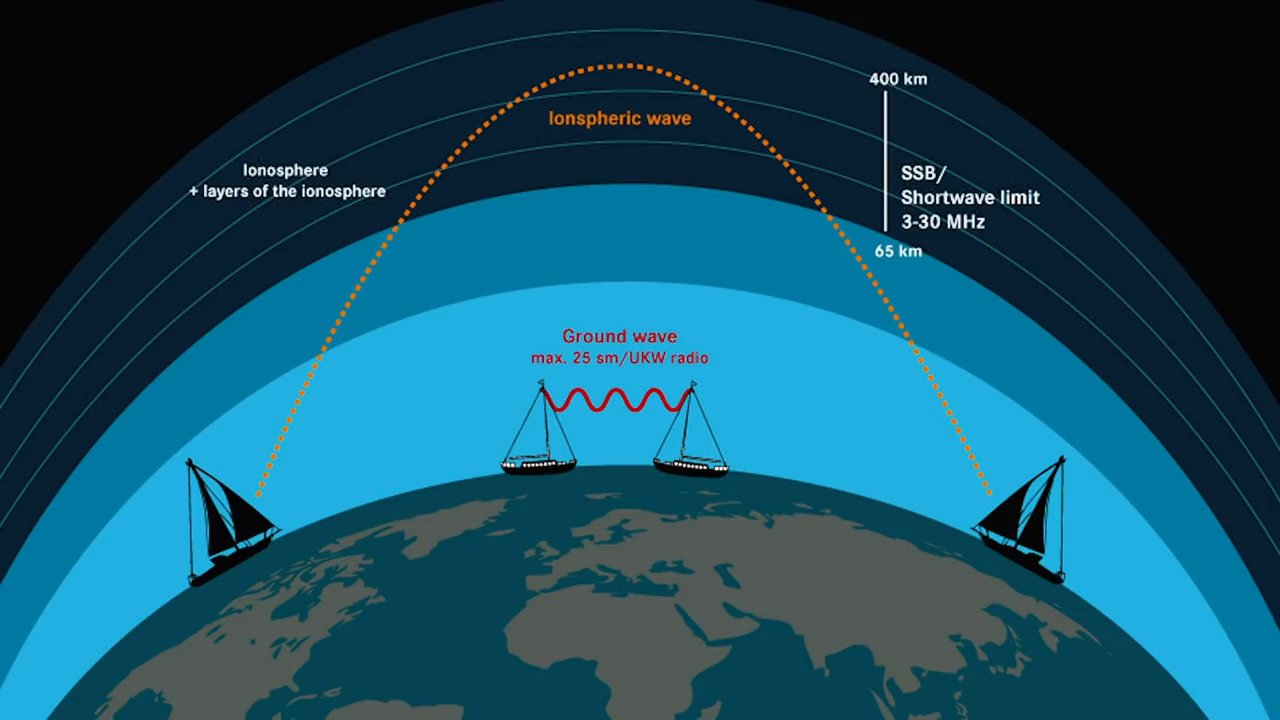 400 km
Ionspheric wave
Ionosphere
+ layers of the ionosphere
SSB/
Shortwave limit
3-30 MHz
65 km
Ground wave
max. 25 sm/UKW radio